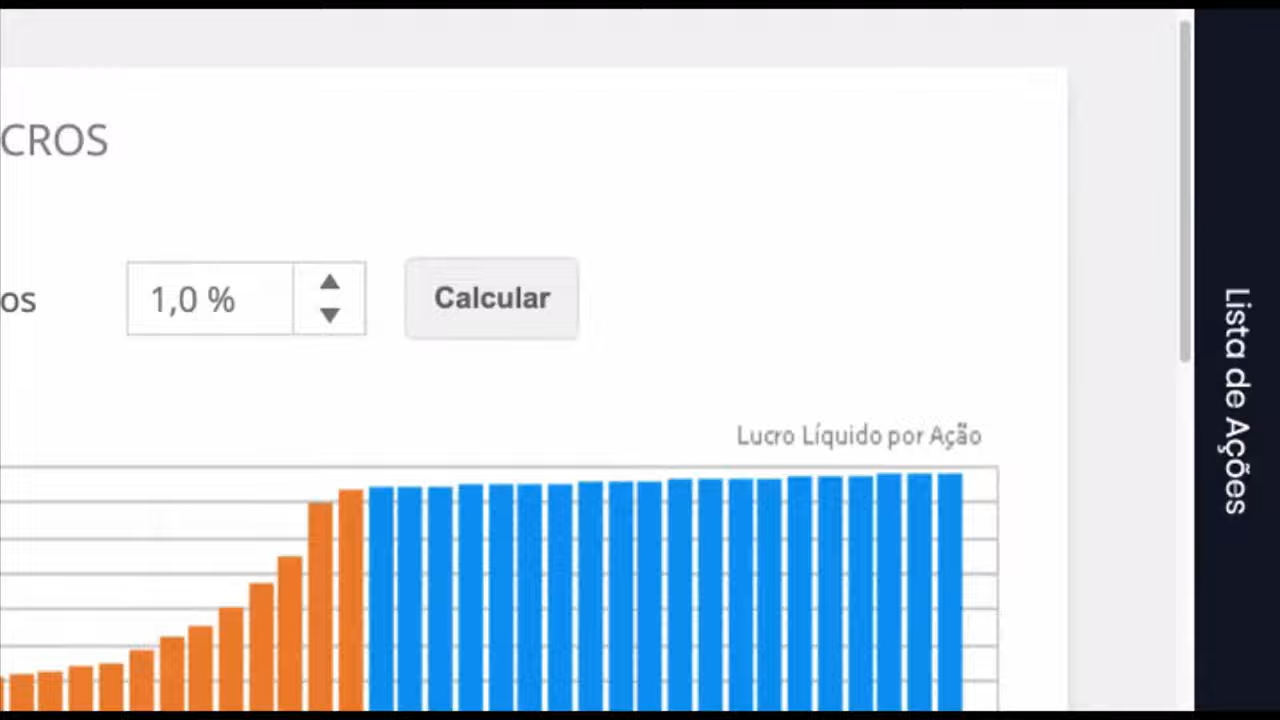 CROS
os
1,0 %
Calcular
Lucro Líquido por Ação
Lista de Ações